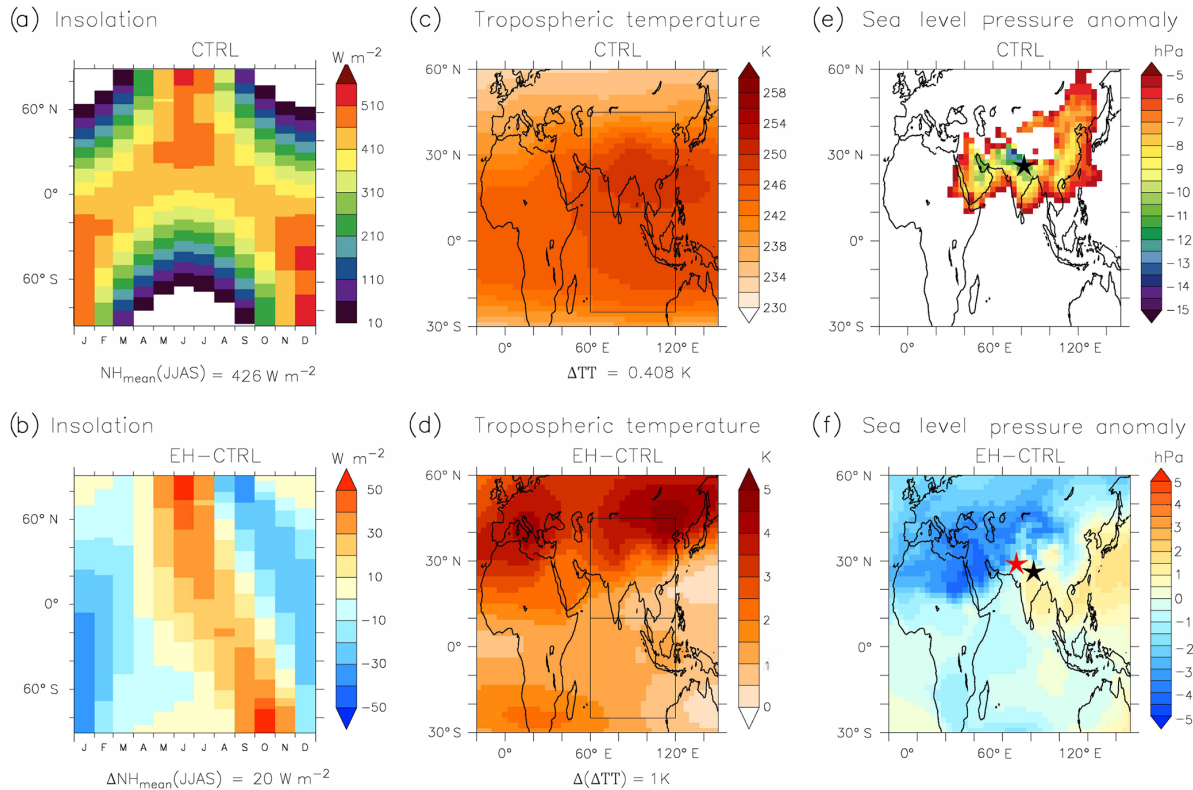 (a) Insolation
CTRL
W m−2
60° N
0°
60° S
510
410
310
210
110
10
J F M A M J J A S O N D
NHmean(JJAS) = 426 W m−2
(c) Tropospheric temperature
CTRL
K
60° N
30° N
0°
30° S
0° 60° E 120° E
258
254
250
246
242
238
234
230
ΔTT = 0.408 K
(e) Sea level pressure anomaly
CTRL
hPa
60° N
30° N
0°
30° S
0° 60° E 120° E
−5
−6
−7
−8
−9
−10
−11
−12
−13
−14
−15
(b) Insolation
EH−CTRL
W m−2
60° N
0°
60° S
50
30
10
−10
−30
−50
J F M A M J J A S O N D
ΔNHmean(JJAS) = 20 W m−2
(d) Tropospheric temperature
EH−CTRL
K
60° N
30° N
0°
30° S
0° 60° E 120° E
5
4
3
2
1
0
Δ(ΔTT) = 1K
(f) Sea level pressure anomaly
EH−CTRL
hPa
60° N
30° N
0°
30° S
0° 60° E 120° E
5
4
3
2
1
0
−1
−2
−3
−4
−5